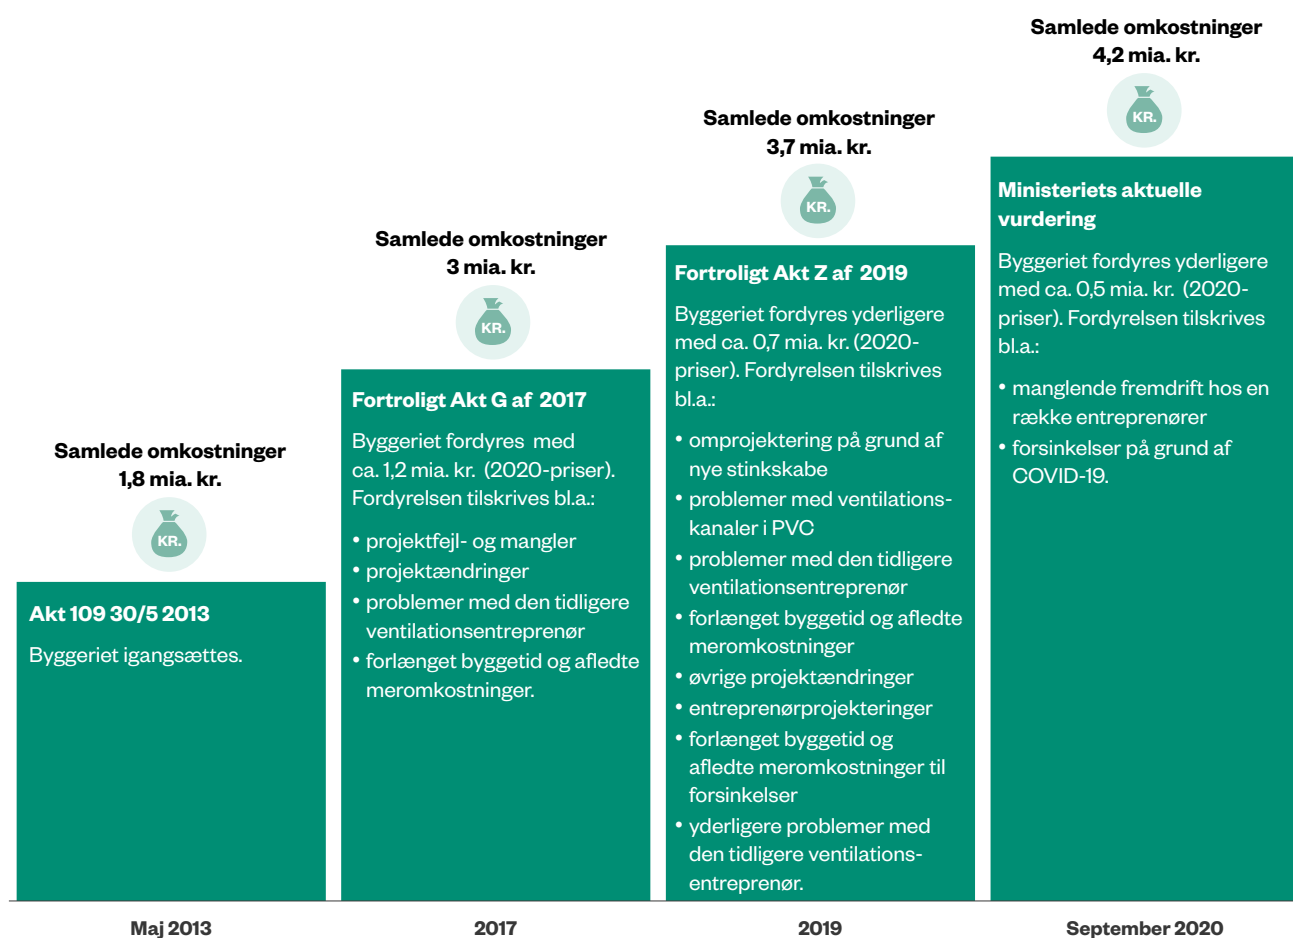 Samlede omkostninger
1,8 mia. kr.
KR.
Akt 109 30/5 2013
Byggeriet igangsættes.
Maj 2013
Samlede omkostninger
3 mia. kr.
KR.
Fortroligt Akt G af 2017
Byggeriet fordyres med
ca. 1,2 mia. kr. (2020-priser).
Fordyrelsen tilskrives bl.a.:
• projektfejl- og mangler
• projektændringer
• problemer med den tidligere
ventilationsentreprenør
• forlænget byggetid og afledte
meromkostninger.
2017
Samlede omkostninger
3,7 mia. kr.
KR.
Fortroligt Akt Z af 2019
Byggeriet fordyres yderligere
med ca. 0,7 mia. kr. (2020-
priser). Fordyrelsen tilskrives
bl.a.:
• omprojektering på grund af
nye stinkskabe
• problemer med ventilations-
kanaler i PVC
• problemer med den tidligere
ventilationsentreprenør
• forlænget byggetid og afledte
meromkostninger
• øvrige projektændringer
• entreprenørprojekteringer
• forlænget byggetid og
afledte meromkostninger til
forsinkelser
• yderligere problemer med
den tidligere ventilations-
entreprenør.
2019
Samlede omkostninger
4,2 mia. kr.
KR.
Ministeriets aktuelle
vurdering
Byggeriet fordyres yderligere
med ca. 0,5 mia. kr. (2020-
priser). Fordyrelsen tilskrives
bl.a.:
• manglende fremdrift hos en
række entreprenører
• forsinkelser på grund af
COVID-19.
September 2020